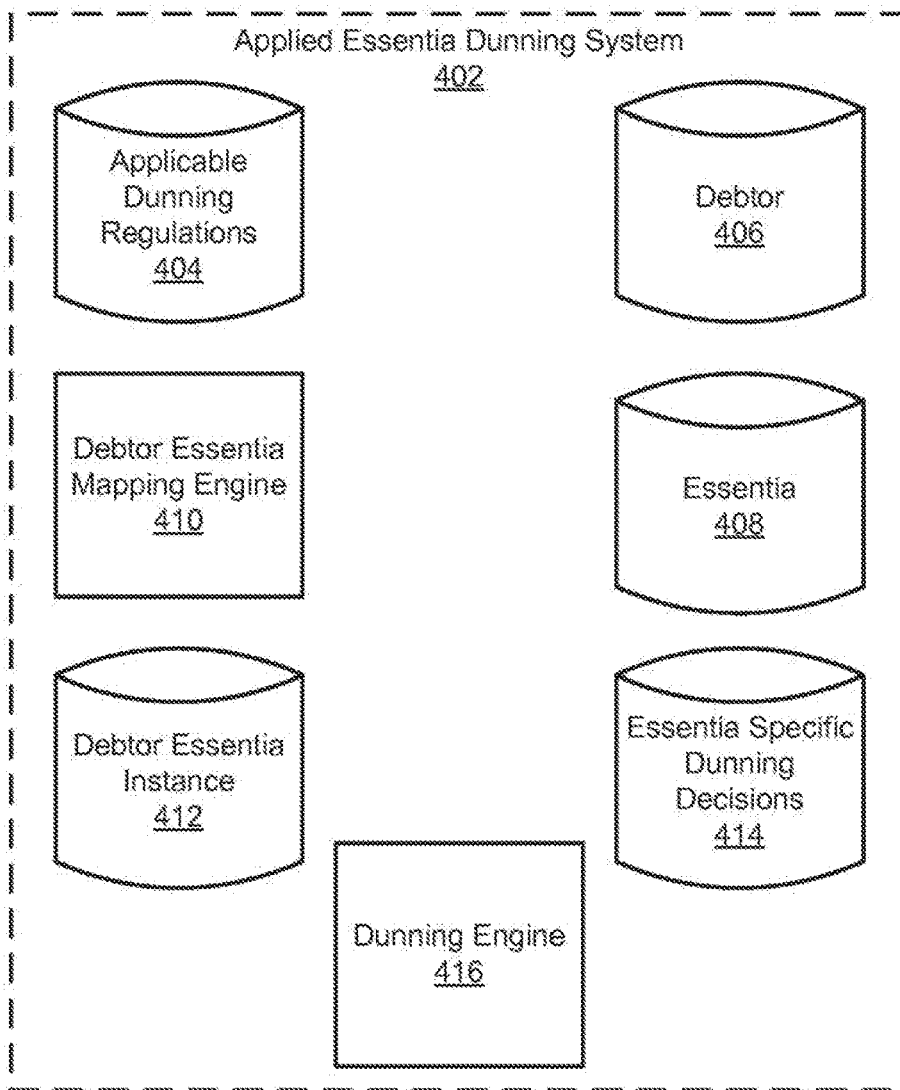 Applied Essentia Dunning System
402
Applicable
Dunning
Regulations
404
Debtor
406
Debtor Essentia
Mapping Engine
410
Essentia
408
Debtor Essentia
Instance
412
Essentia Specific
Dunning
Decisions
414
Dunning Engine
416